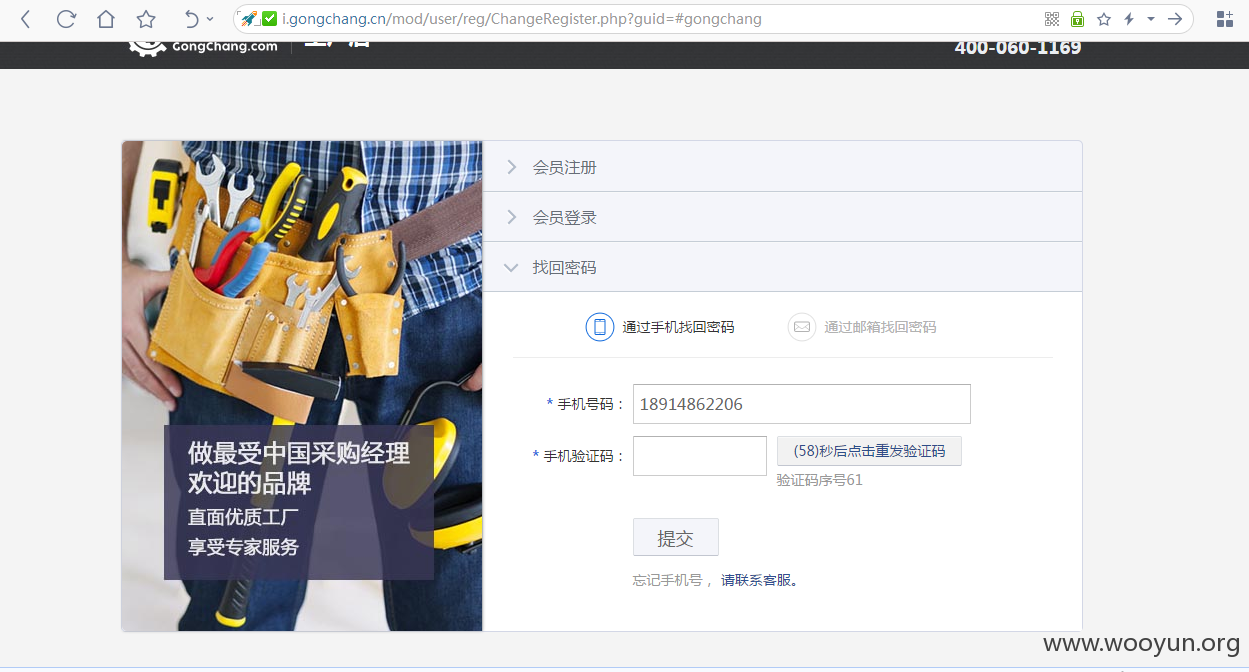 i.gongchang.cn/mod/user/reg/ChangeRegister.php?guid=#gongchang
GongChang.com
400-060-1169
会员注册
会员登录
找回密码
通过手机找回密码
通过邮箱找回密码
* 手机号码：
18914862206
* 手机验证码：
(58)秒后点击重发验证码
验证码序号61
提交
忘记手机号， 请联系客服。
做最受中国采购经理
欢迎的品牌
直面优质工厂
享受专家服务
www.wooyun.org